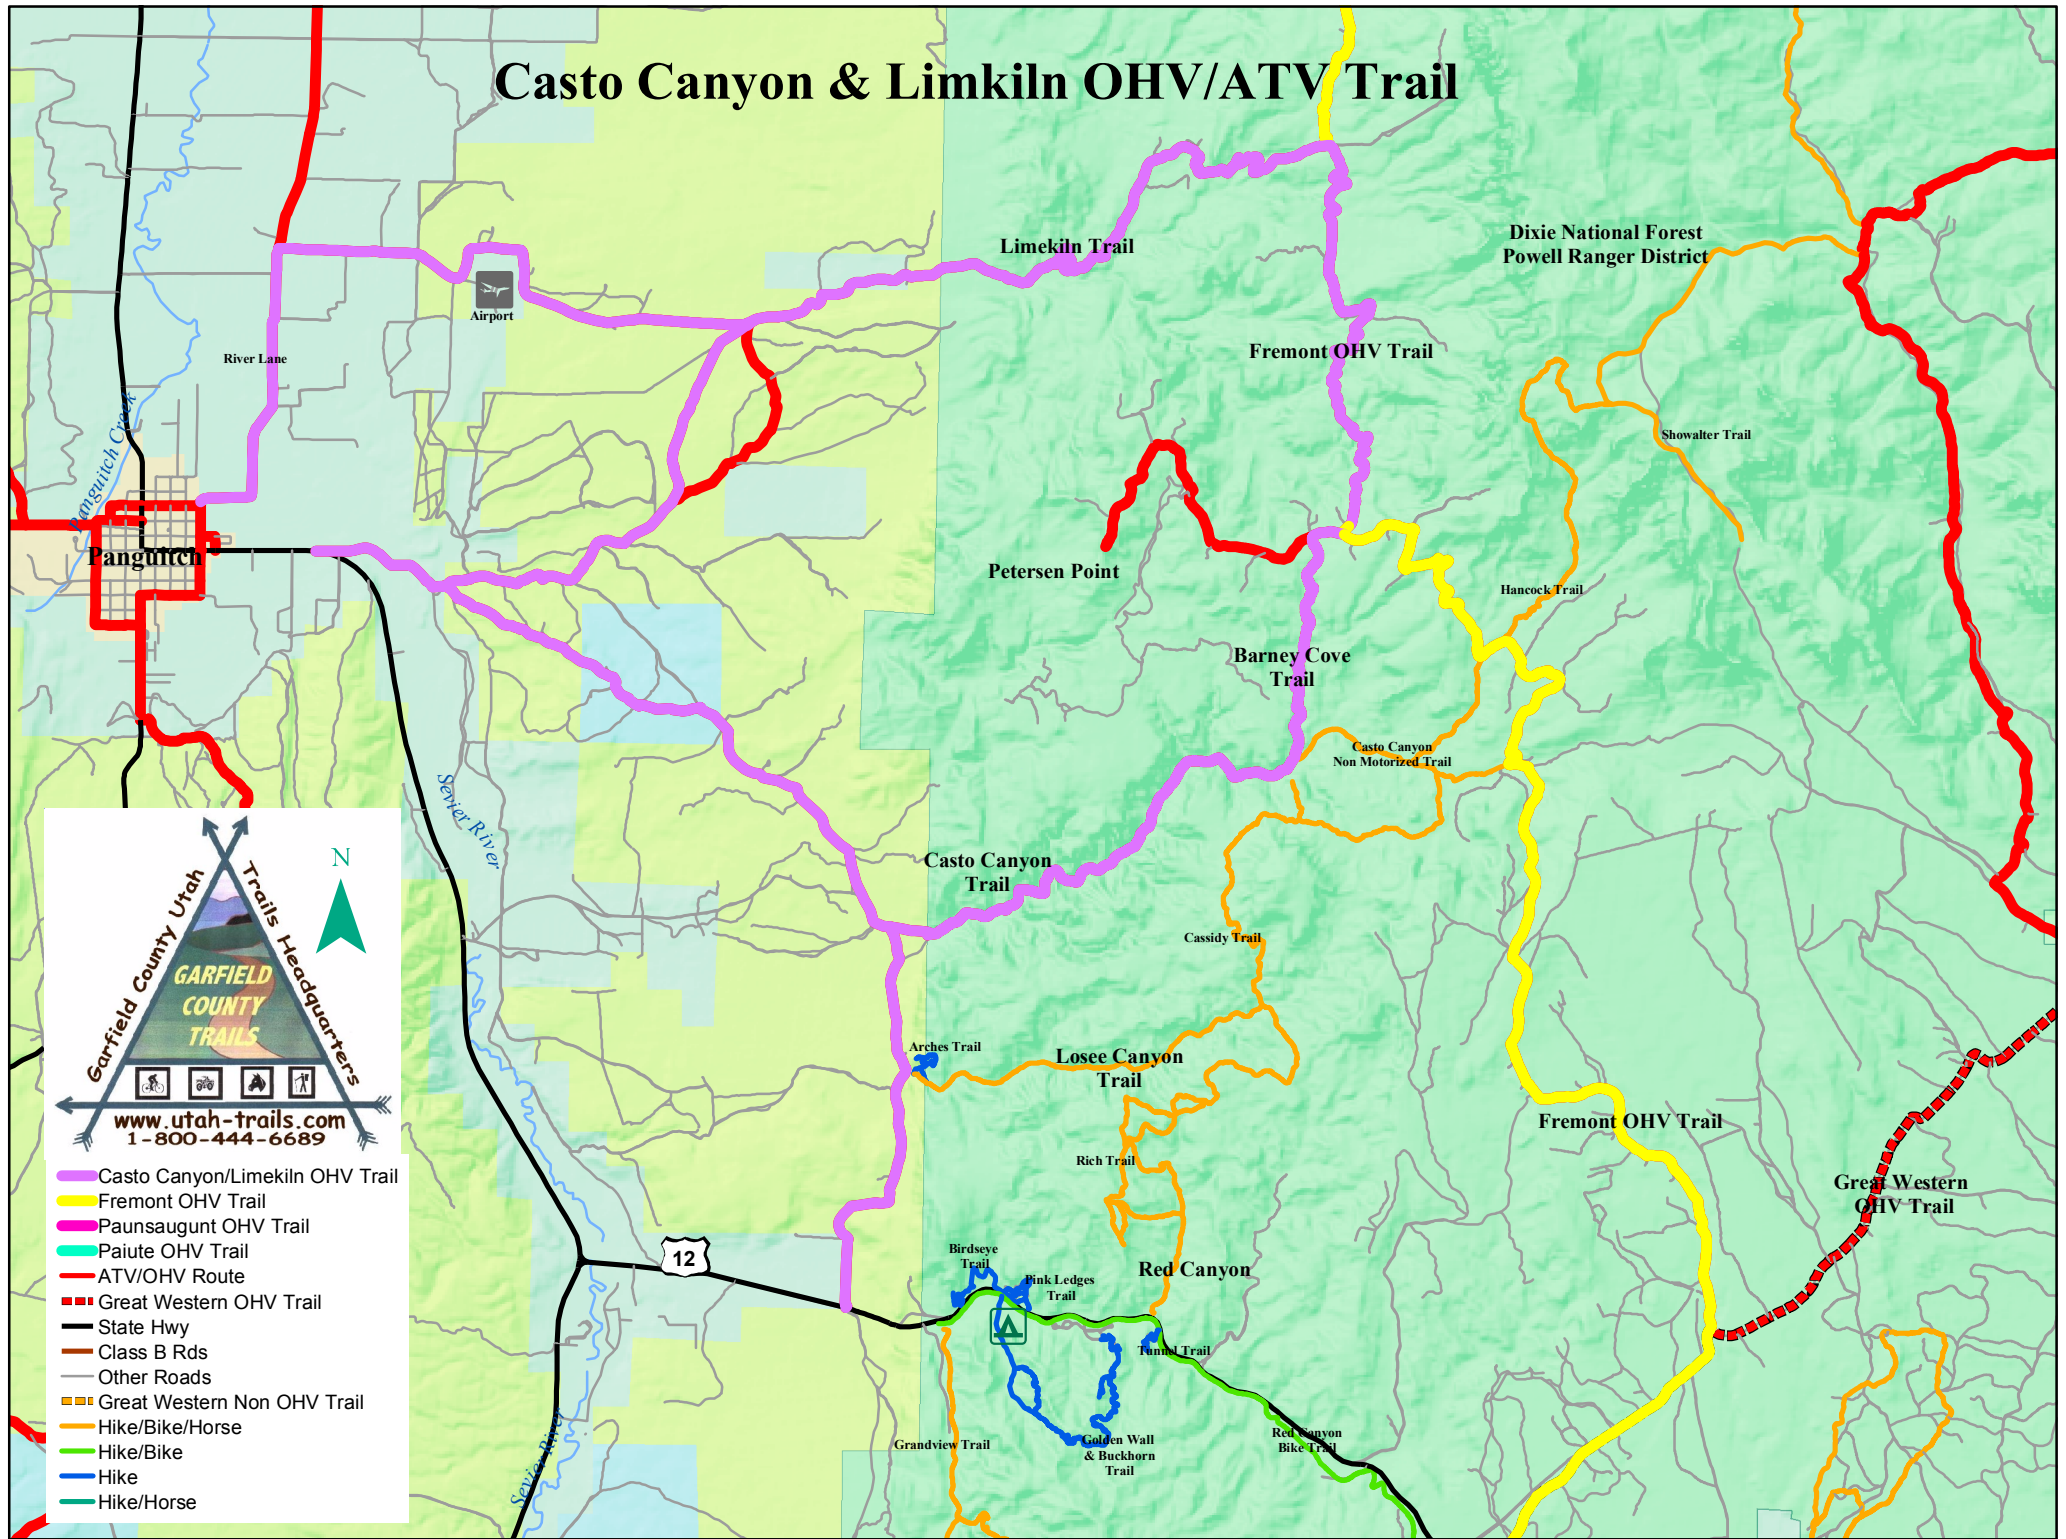 Casto Canyon & Limkiln OHV/ATV Trail
Limekiln Trail
Dixie National Forest
Powell Ranger District
Airport
River Lane
Fremont OHV Trail
Panguitch Creek
Showalter Trail
Panguitch
Petersen Point
Hancock Trail
Barney Cove
Trail
Casto Canyon
Non Motorized Trail
Sevier River
Casto Canyon
Trail
Cassidy Trail
Arches Trail
Losee Canyon
Trail
Fremont OHV Trail
Rich Trail
Great Western
OHV Trail
Birdseye
Trail
Pink Ledges
Trail
Red Canyon
12
Tunnel Trail
Grandview Trail
Golden Wall
& Buckhorn
Trail
Red Canyon
Bike Trail
Sevier River
N
Garfield County Utah
Trails Headquarters
GARFIELD
COUNTY
TRAILS
www.utah-trails.com
1-800-444-6689
Casto Canyon/Limekiln OHV Trail
Fremont OHV Trail
Paunsaugunt OHV Trail
Paiute OHV Trail
ATV/OHV Route
Great Western OHV Trail
State Hwy
Class B Rds
Other Roads
Great Western Non OHV Trail
Hike/Bike/Horse
Hike/Bike
Hike
Hike/Horse